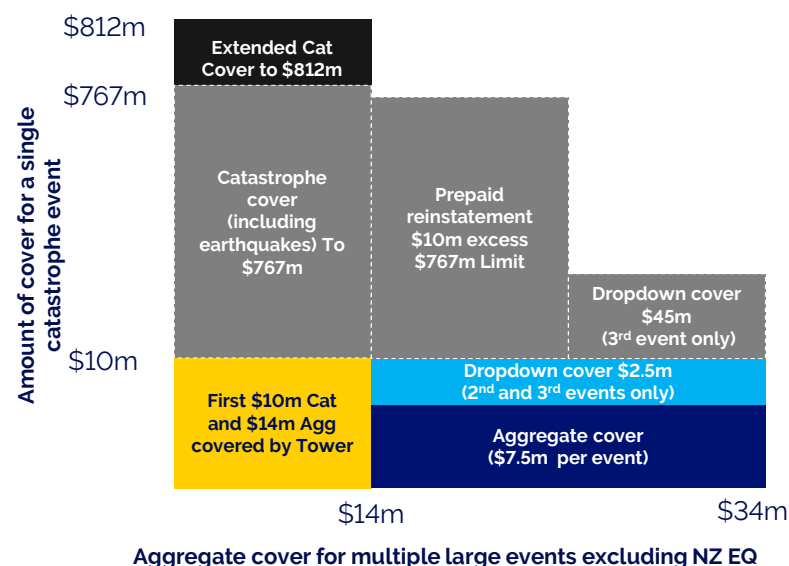 $812m
Extended Cat
Cover to $812m
$767m
Amount of cover for a single
catastrophe event
Catastrophe
cover
(including
earthquakes) To
$767m
Prepaid
reinstatement
$10m excess
$767m Limit
Dropdown cover
$45m
(3rd event only)
$10m
First $10m Cat
and $14m Agg
covered by Tower
Dropdown cover $2.5m
(2nd and 3rd events only)
Aggregate cover
($7.5m per event)
$14m
$34m
Aggregate cover for multiple large events excluding NZ EQ